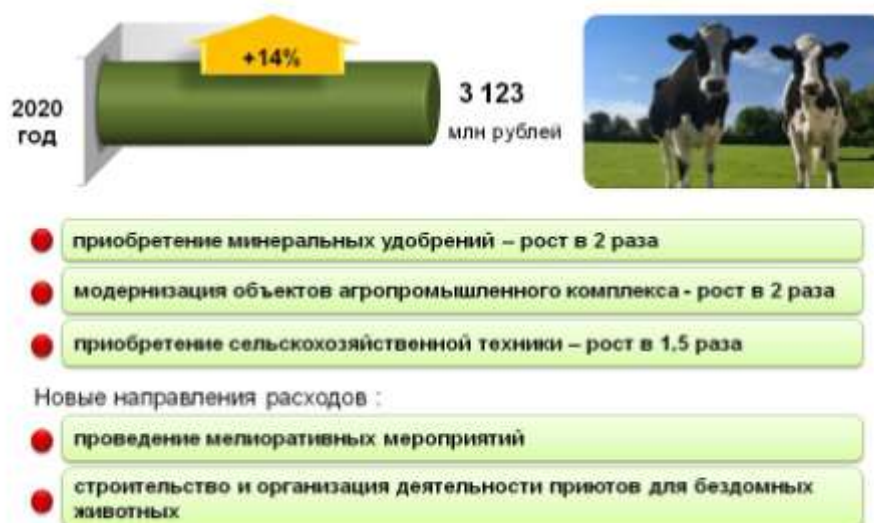 +14%
2020
год
3 123
млн рублей
приобретение минеральных удобрений – рост в 2 раза
модернизация объектов агропромышленного комплекса - рост в 2 раза
приобретение сельскохозяйственной техники – рост в 1,5 раза
Новые направления расходов :
проведение мелиоративных мероприятий
строительство и организация деятельности приютов для бездомных
животных